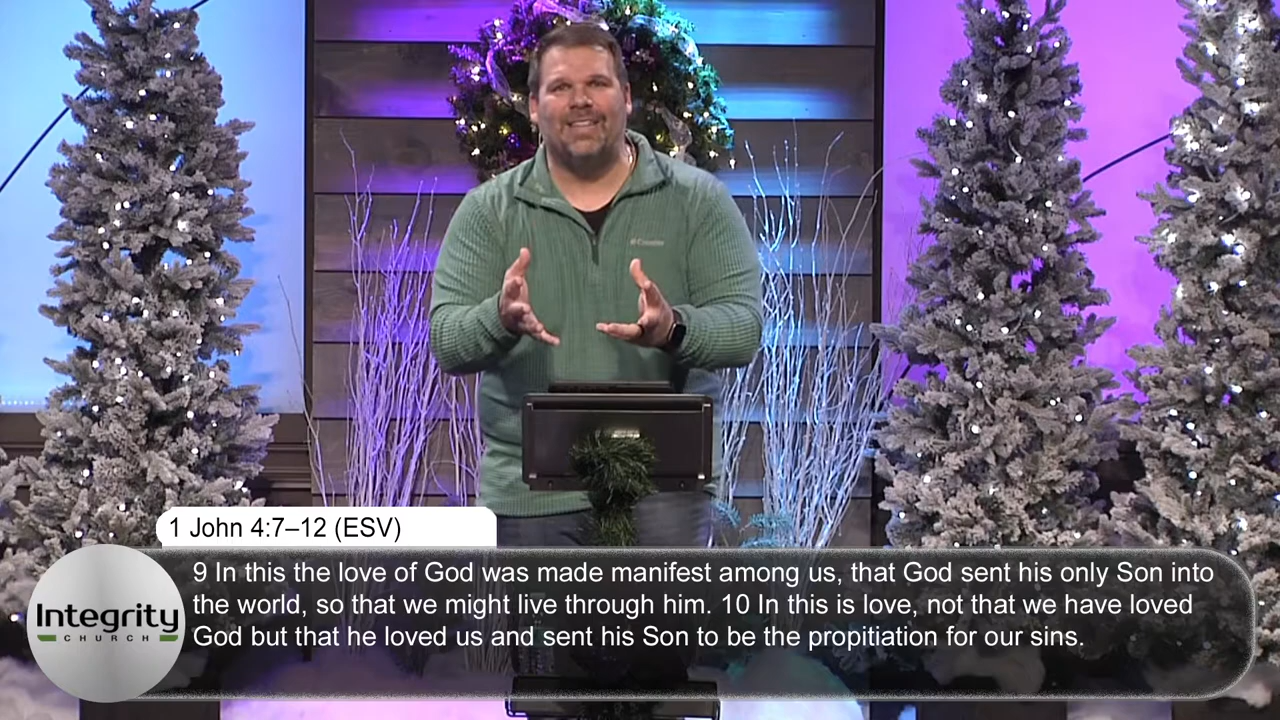 Columbia
1 John 4:7–12 (ESV)
9 In this the love of God was made manifest among us, that God sent his only Son into
the world, so that we might live through him. 10 In this is love, not that we have loved
God but that he loved us and sent his Son to be the propitiation for our sins.
Integrity
CHURCH